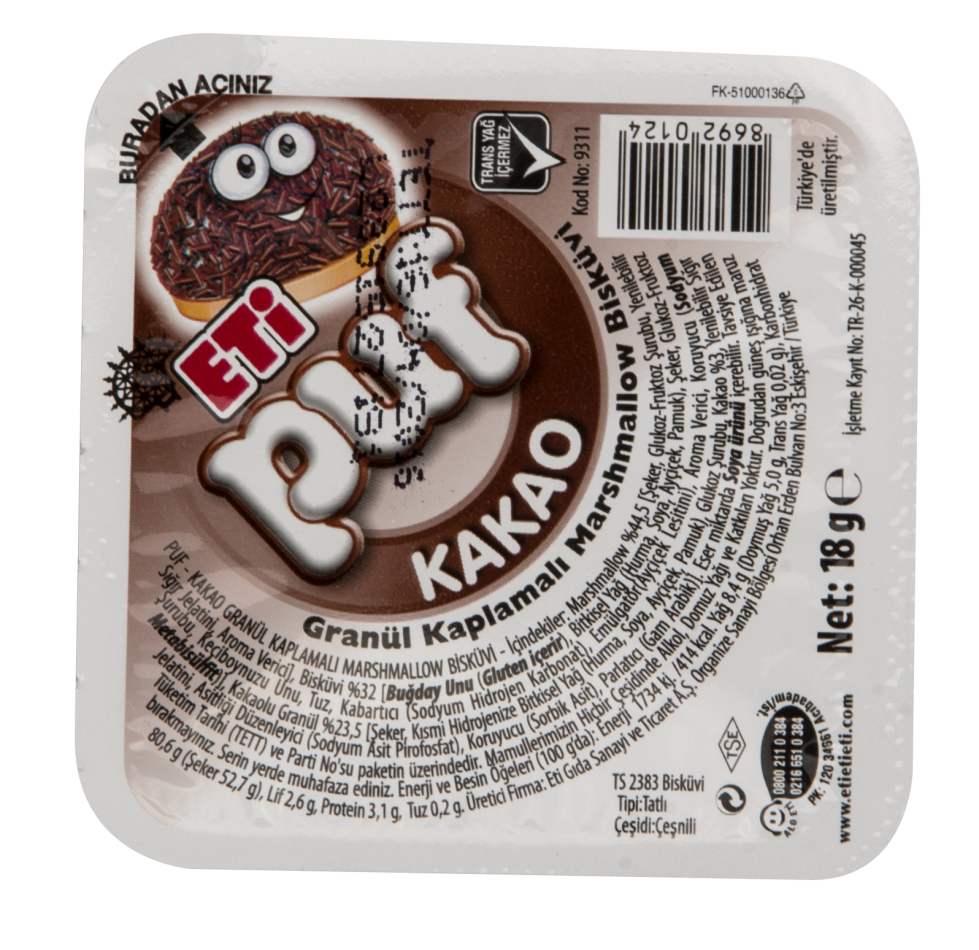 BURADAN AÇINIZ
FK-51000136
TRANS YAĞ
İÇERMEZ
Kod No: 9311
8692 0124
Türkiye'de
üretilmiştir.
ETi
puf
KAKAO
Granül Kaplamalı Marshmallow Bisküvi
PUF - KAKAO GRANÜL KAPLAMALI MARSHMALLOW BİSKÜVİ - İçindekiler: Marshmallow %44,5 [Şeker, Glukoz-Fruktoz Şurubu, Yenilebilir
Sığır Jelatini, Aroma Verici], Bisküvi %32 [Buğday Unu (Gluten içerir), Bitkisel Yağ (Hurma, Soya, Ayçiçek, Pamuk), Şeker, Glukoz-Fruktoz
Şurubu, Keçiboynuzu Unu, Tuz, Kabartıcı (Sodyum Hidrojen Karbonat), Emülgatör (Ayçiçek Lesitini), Aroma Verici, Koruyucu (Sodyum
Metabisülfit)], Kakaolu Granül %23,5 [Şeker, Kısmi Hidrojenize Bitkisel Yağ (Hurma, Soya, Ayçiçek, Pamuk), Glukoz Şurubu, Kakao %3, Yenilebilir Sığır
Jelatini, Asitliği Düzenleyici (Sodyum Asit Pirofosfat), Koruyucu (Sorbik Asit), Parlatıcı (Gam Arabik)]. Eser miktarda Soya ürünü içerebilir. Tavsiye Edilen
Tüketim Tarihi (TETT) ve Parti No'su paketin üzerindedir. Mamullerimizin Hiçbir Çeşidinde Alkol, Domuz Yağı ve Katkıları Yoktur. Doğrudan güneş ışığına maruz
bırakmayınız. Serin yerde muhafaza ediniz. Enerji ve Besin Öğeleri (100 g'da): Enerji 1734 kj / 414 kcal, Yağ 8,4 g (Doymuş Yağ 5,0 g, Trans Yağ 0,02 g), Karbonhidrat
80,6 g (Şeker 52,7 g), Lif 2,6 g, Protein 3,1 g, Tuz 0,2 g. Üretici Firma: Eti Gıda Sanayi ve Ticaret A.Ş. Organize Sanayi Bölgesi Orhan Erden Bulvarı No:3 Eskişehir / Türkiye
İşletme Kayıt No: TR-26-K-000045
Net: 18 g e
TS 2383 Bisküvi
Tipi:Tatlı
Çeşidi:Çeşnili
TSE
ALO ETİ
0800 211 0 384
0216 651 0 384
PK: 120 34661 Acıbadem/İst.
www.etietieti.com